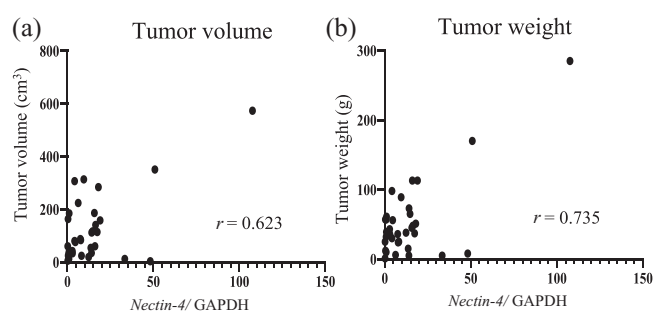 (a)
Tumor volume
Tumor volume (cm³)
800
600
400
200
0
0
50
100
150
r = 0.623
Nectin-4/ GAPDH
(b)
Tumor weight
Tumor weight (g)
300
200
100
0
0
50
100
150
r = 0.735
Nectin-4/ GAPDH